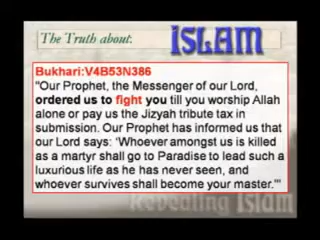 The Truth about:
ISLAM
Bukhari:V4B53N386
"Our Prophet, the Messenger of our Lord,
ordered us to fight you till you worship Allah
alone or pay us the Jizyah tribute tax in
submission. Our Prophet has informed us that
our Lord says: 'Whoever amongst us is killed
as a martyr shall go to Paradise to lead such a
luxurious life as he has never seen, and
whoever survives shall become your master.'"
Repealing Islam